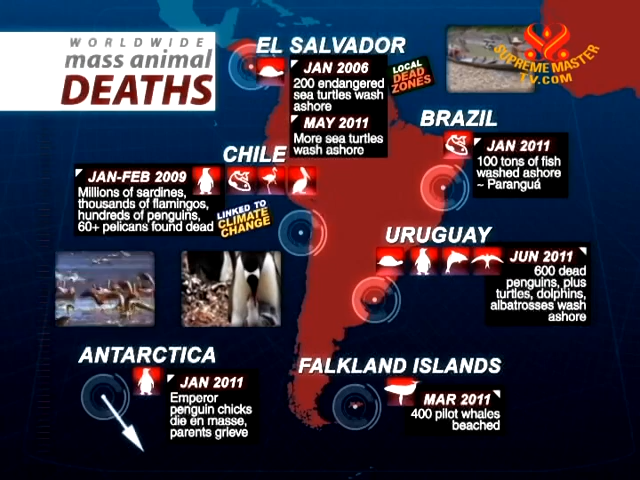 WORLDWIDE
mass animal
DEATHS
EL SALVADOR
JAN 2006
200 endangered
sea turtles wash
ashore
MAY 2011
More sea turtles
wash ashore
LOCAL
DEAD
ZONES
SUPREME MASTER
TV.COM
BRAZIL
JAN 2011
100 tons of fish
washed ashore
~ Paranguá
CHILE
JAN-FEB 2009
Millions of sardines,
thousands of flamingos,
hundreds of penguins,
60+ pelicans found dead
LINKED TO
CLIMATE
CHANGE
URUGUAY
JUN 2011
600 dead
penguins, plus
turtles, dolphins,
albatrosses wash
ashore
ANTARCTICA
JAN 2011
Emperor
penguin chicks
die en masse,
parents grieve
FALKLAND ISLANDS
MAR 2011
400 pilot whales
beached